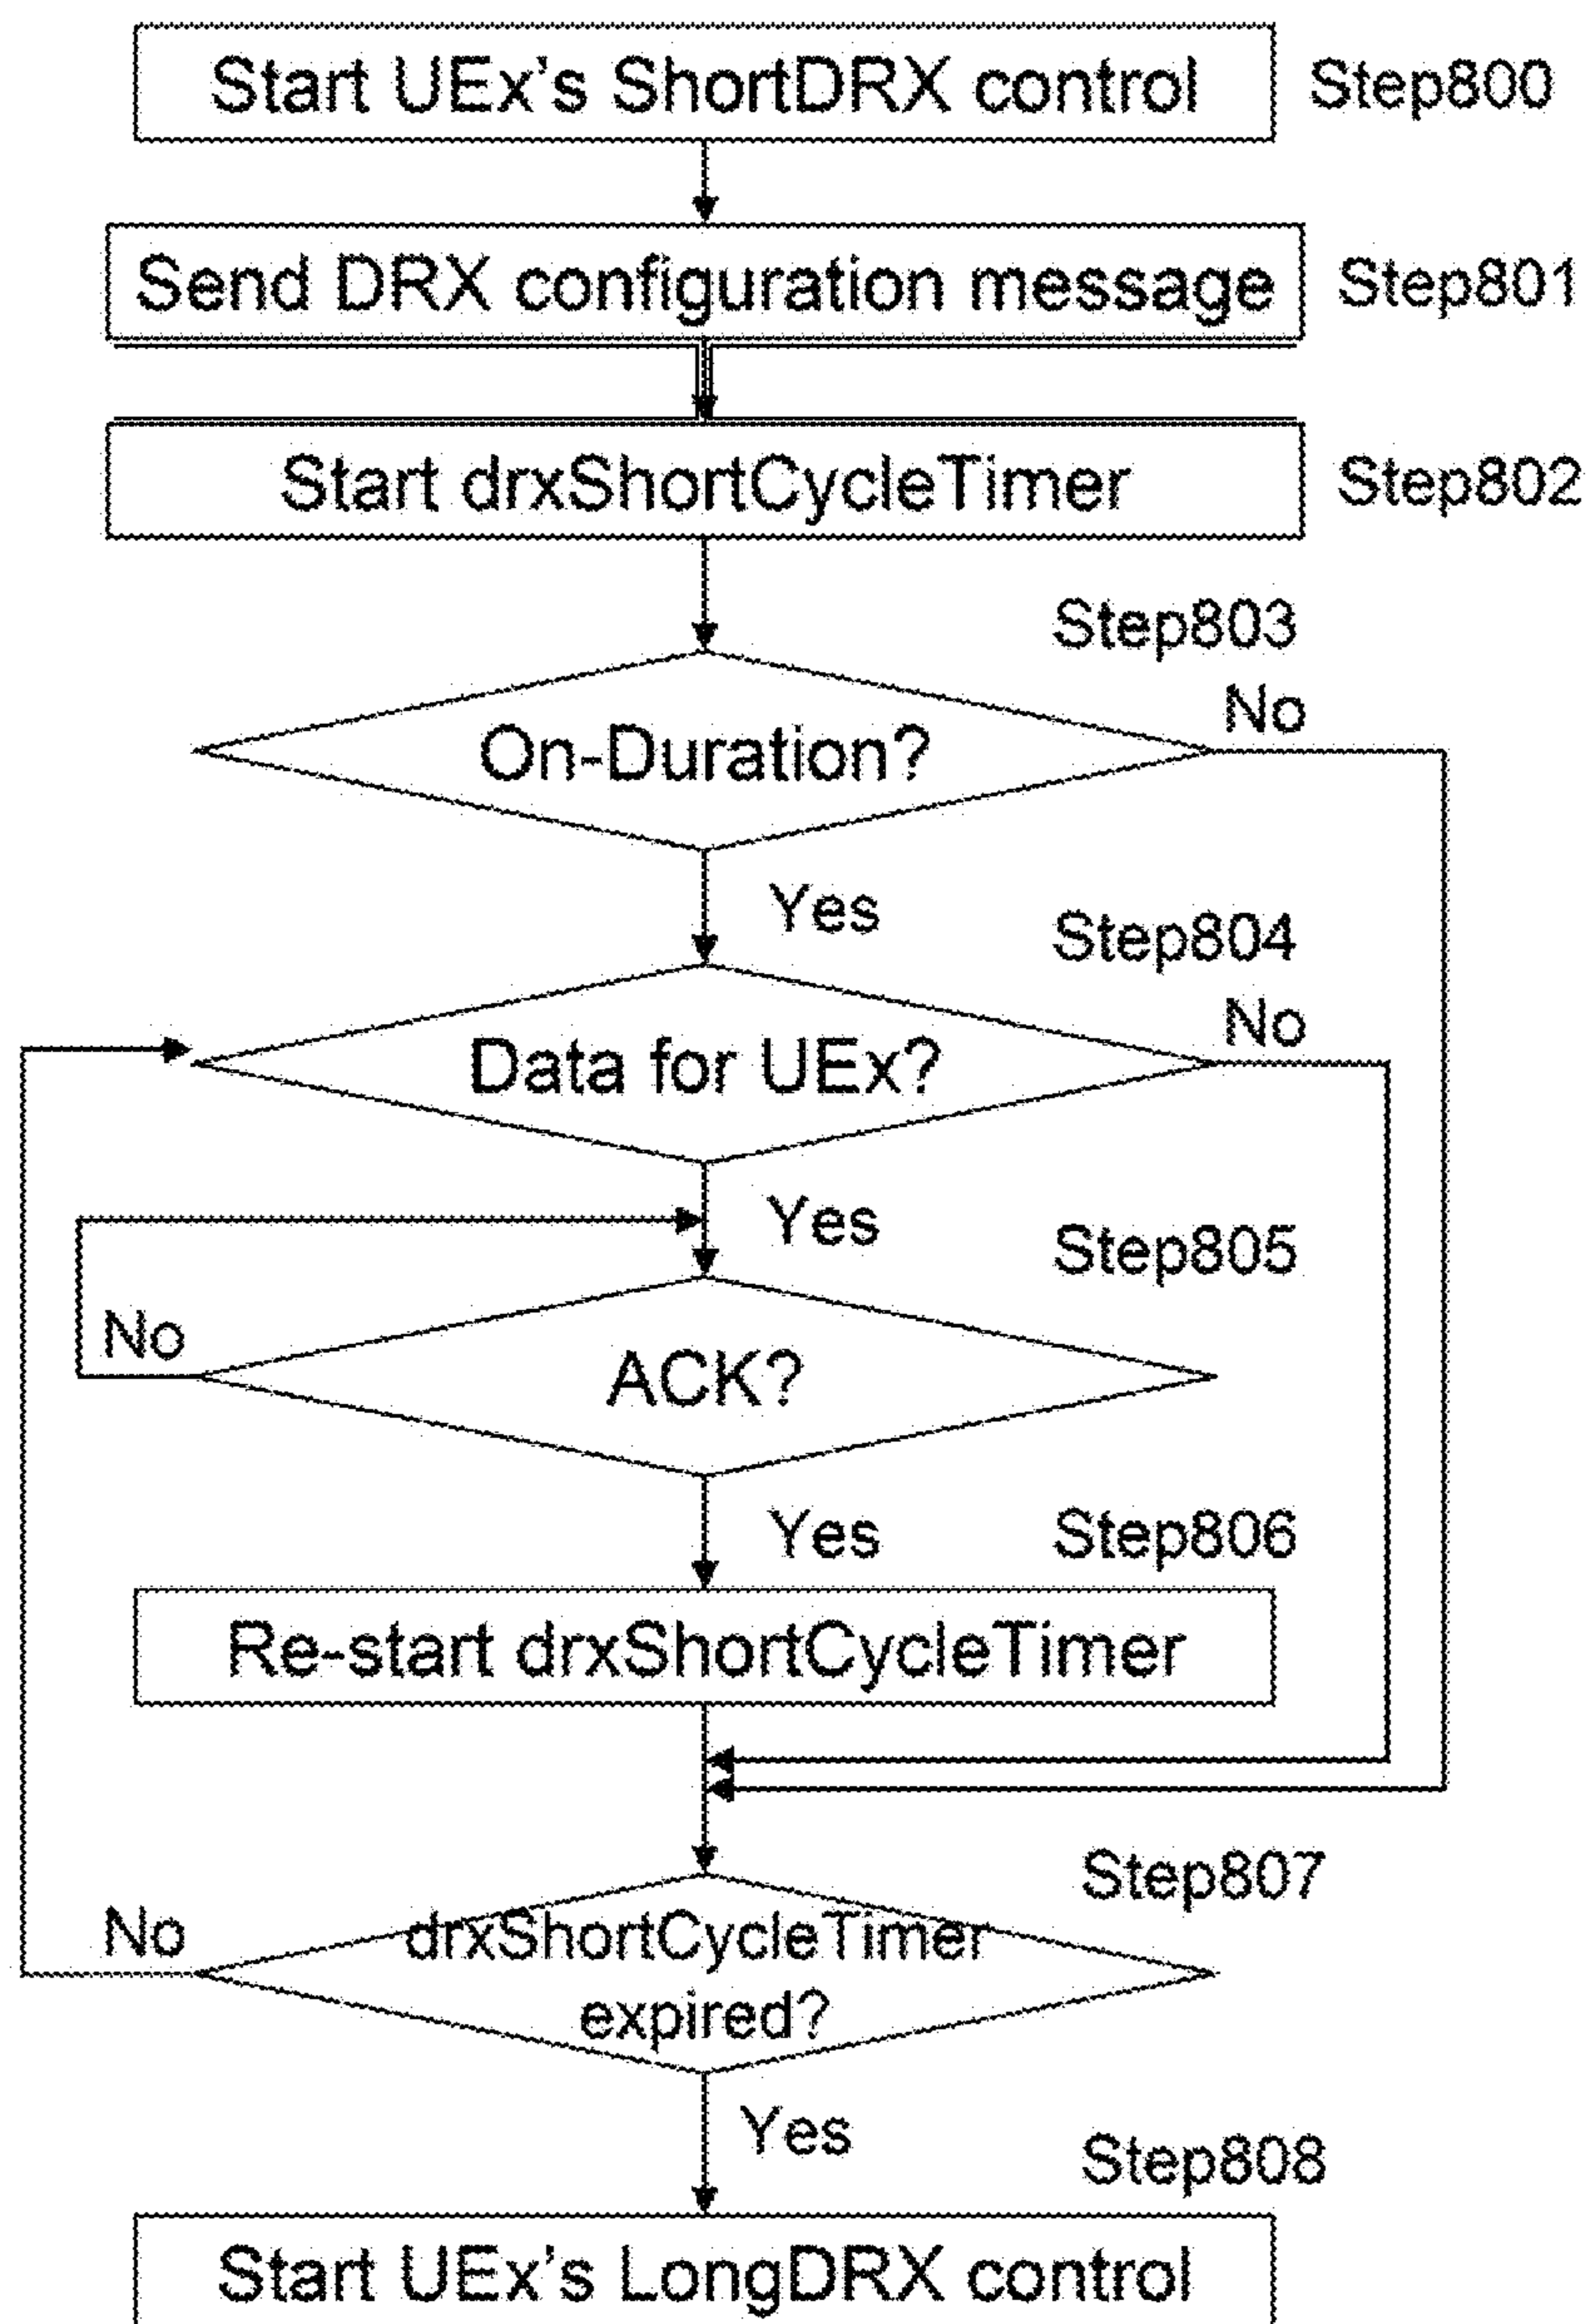 Start UEx's ShortDRX control Step800
Send DRX configuration message Step801
Start drxShortCycleTimer Step802
Step803
No
On-Duration?
Yes
Step804
No
Data for UEx?
Yes
Step805
No
ACK?
Yes
Step806
Re-start drxShortCycleTimer
Step807
No
drxShortCycleTimer
expired?
Yes
Step808
Start UEx's LongDRX control